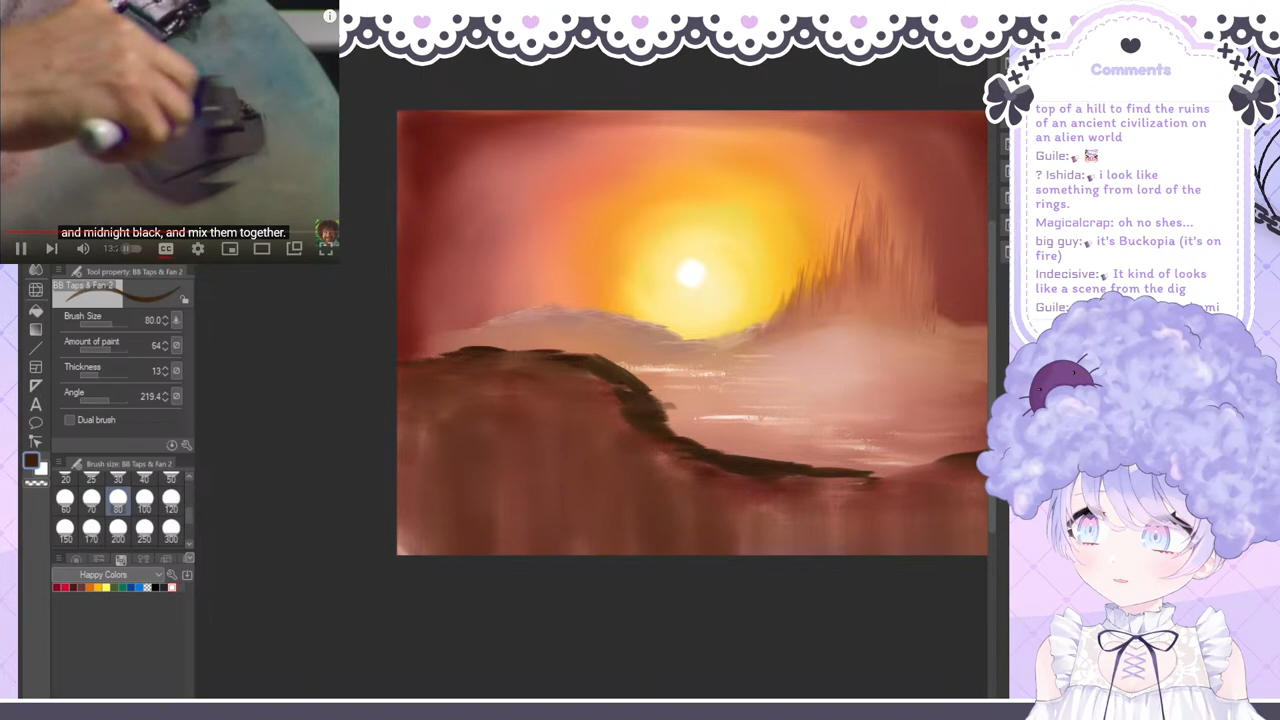 and midnight black, and mix them together.
CC
Tool property: BB Taps & Fan 2
BB Taps & Fan 2
Brush Size 80.0
Amount of paint 64
Thickness 13
Angle 219.4
Dual brush
Brush size: BB Taps & Fan 2
20 25 30 40 50
60 70 80 100 120
150 170 200 250 300
Happy Colors
Comments
top of a hill to find the ruins
of an ancient civilization on
an alien world
Guile:
? Ishida: i look like
something from lord of the
rings.
Magicalcrap: oh no shes...
big guy: it's Buckopia (it's on
fire)
Indecisive: It kind of looks
like a scene from the dig
Guile: